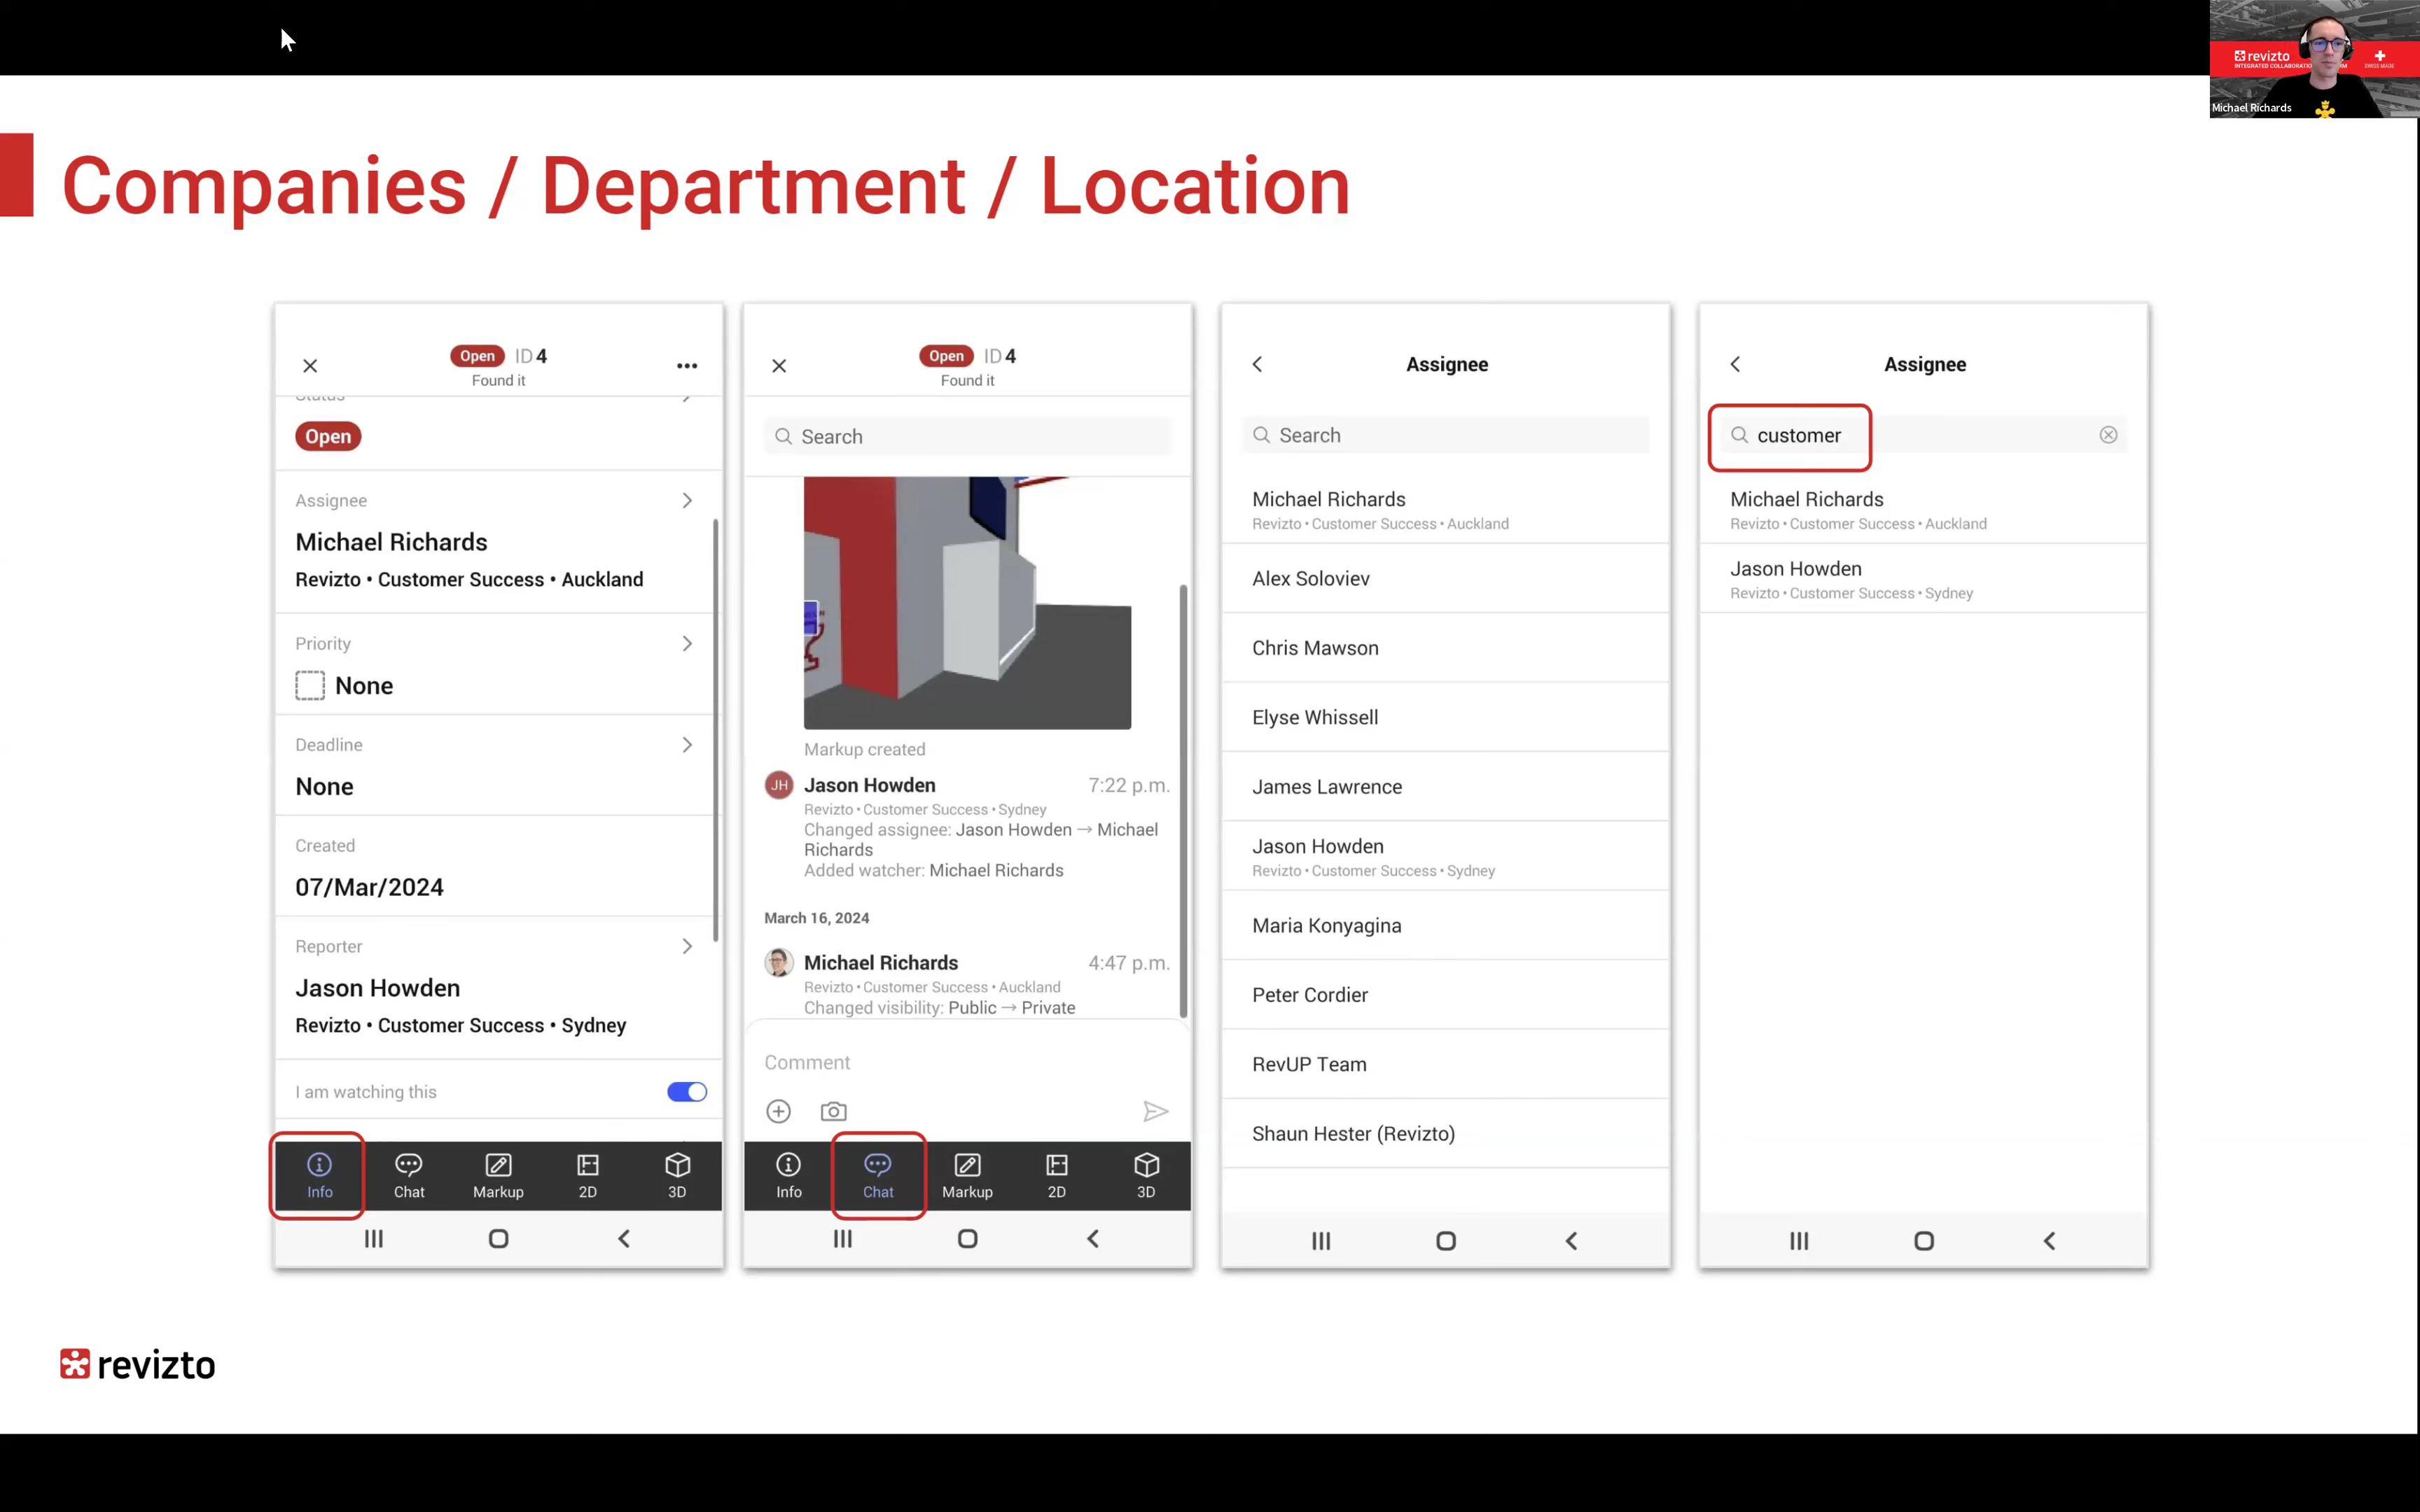 revizto
INTEGRATED COLLABORATIO RM
SWISS MADE
Michael Richards
Companies / Department / Location
Open ID 4
Found it
Status
Open
Assignee
Michael Richards
Revizto • Customer Success • Auckland
Priority
None
Deadline
None
Created
07/Mar/2024
Reporter
Jason Howden
Revizto • Customer Success • Sydney
I am watching this
Info Chat Markup 2D 3D
Open ID 4
Found it
Search
Markup created
JH Jason Howden 7:22 p.m.
Revizto • Customer Success • Sydney
Changed assignee: Jason Howden → Michael
Richards
Added watcher: Michael Richards
March 16, 2024
Michael Richards 4:47 p.m.
Revizto • Customer Success • Auckland
Changed visibility: Public → Private
Comment
Info Chat Markup 2D 3D
Assignee
Search
Michael Richards
Revizto • Customer Success • Auckland
Alex Soloviev
Chris Mawson
Elyse Whissell
James Lawrence
Jason Howden
Revizto • Customer Success • Sydney
Maria Konyagina
Peter Cordier
RevUP Team
Shaun Hester (Revizto)
Assignee
customer
Michael Richards
Revizto • Customer Success • Auckland
Jason Howden
Revizto • Customer Success • Sydney
revizto